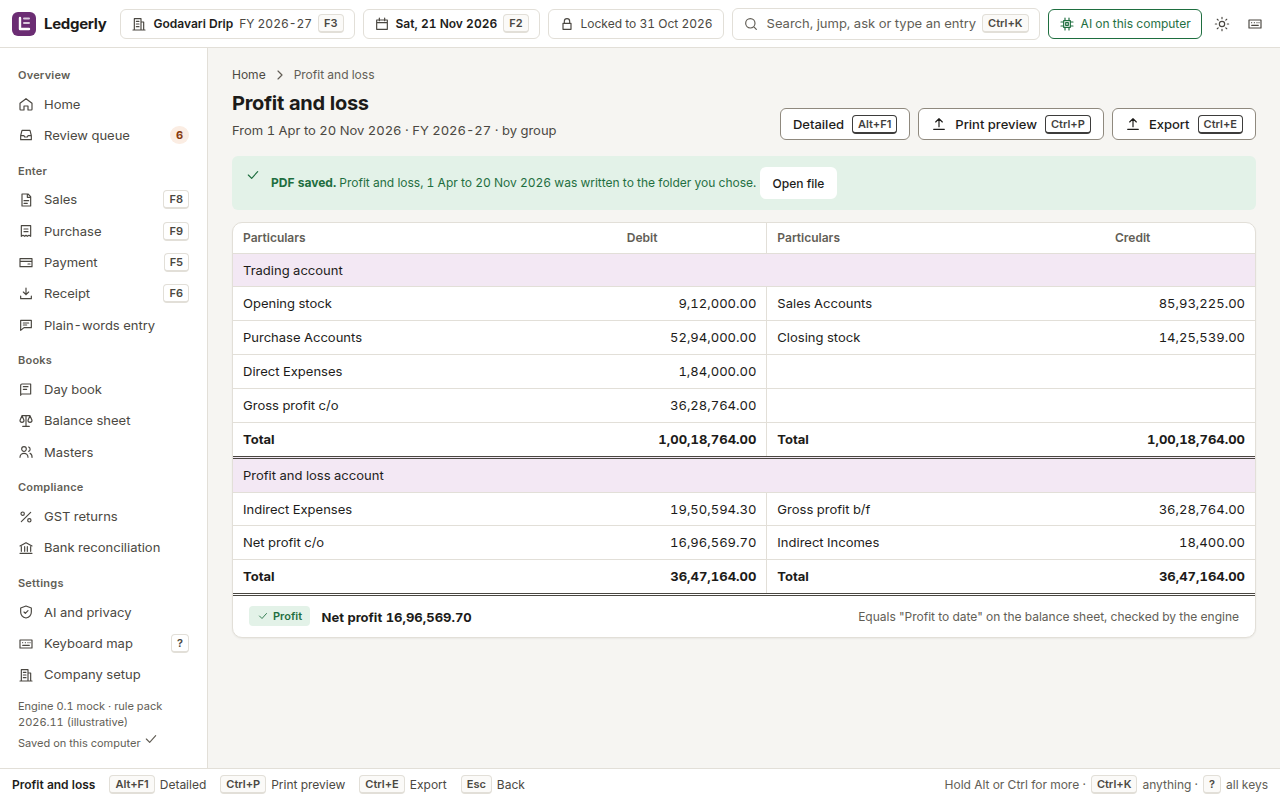 Ledgerly
Godavari Drip FY 2026-27 F3
Sat, 21 Nov 2026 F2
Locked to 31 Oct 2026
Search, jump, ask or type an entry Ctrl+K
AI on this computer
Overview
Home
Review queue 6
Enter
Sales F8
Purchase F9
Payment F5
Receipt F6
Plain-words entry
Books
Day book
Balance sheet
Masters
Compliance
GST returns
Bank reconciliation
Settings
AI and privacy
Keyboard map ?
Company setup
Engine 0.1 mock · rule pack
2026.11 (illustrative)
Saved on this computer
Home > Profit and loss
Profit and loss
From 1 Apr to 20 Nov 2026 · FY 2026-27 · by group
Detailed Alt+F1
Print preview Ctrl+P
Export Ctrl+E
PDF saved. Profit and loss, 1 Apr to 20 Nov 2026 was written to the folder you chose. Open file
Particulars Debit Particulars Credit
Trading account
Opening stock 9,12,000.00 Sales Accounts 85,93,225.00
Purchase Accounts 52,94,000.00 Closing stock 14,25,539.00
Direct Expenses 1,84,000.00
Gross profit c/o 36,28,764.00
Total 1,00,18,764.00 Total 1,00,18,764.00
Profit and loss account
Indirect Expenses 19,50,594.30 Gross profit b/f 36,28,764.00
Net profit c/o 16,96,569.70 Indirect Incomes 18,400.00
Total 36,47,164.00 Total 36,47,164.00
Profit Net profit 16,96,569.70 Equals "Profit to date" on the balance sheet, checked by the engine
Profit and loss Alt+F1 Detailed Ctrl+P Print preview Ctrl+E Export Esc Back
Hold Alt or Ctrl for more · Ctrl+K anything · ? all keys